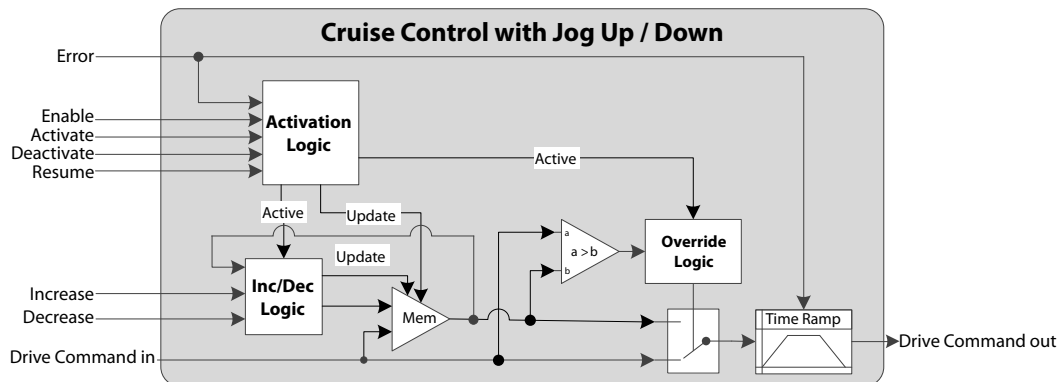 Cruise Control with Jog Up / Down
Error
Enable
Activate
Deactivate
Resume
Activation
Logic
Active
Active
Update
Update
a
a > b
b
Override
Logic
Inc/Dec
Logic
Increase
Decrease
Mem
Time Ramp
Drive Command in
Drive Command out